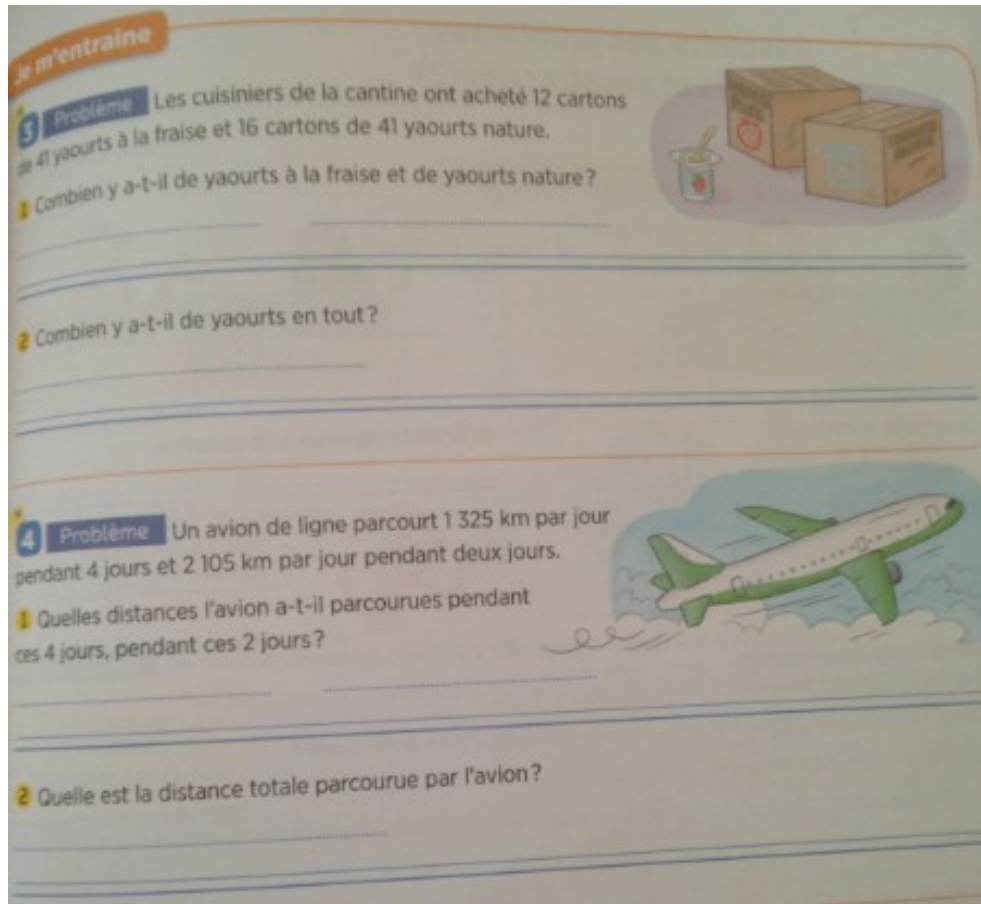 Je m'entraine
3 Problème Les cuisiniers de la cantine ont acheté 12 cartons
de 41 yaourts à la fraise et 16 cartons de 41 yaourts nature.
1 Combien y a-t-il de yaourts à la fraise et de yaourts nature ?
2 Combien y a-t-il de yaourts en tout ?
4 Problème Un avion de ligne parcourt 1 325 km par jour
pendant 4 jours et 2 105 km par jour pendant deux jours.
1 Quelles distances l'avion a-t-il parcourues pendant
ces 4 jours, pendant ces 2 jours ?
2 Quelle est la distance totale parcourue par l'avion ?